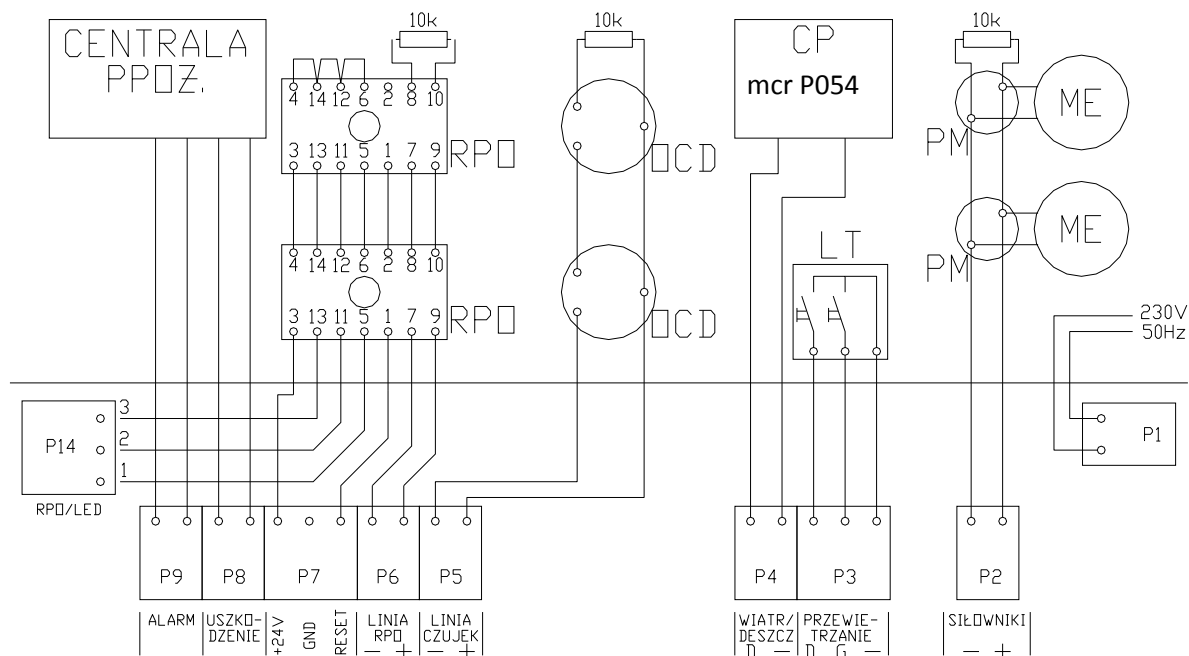 CENTRALA
PPOŻ.
10k
10k
CP
mcr P054
10k
4 14 12 6 2 8 10
3 13 11 5 1 7 9
RPO
OCD
PM
ME
4 14 12 6 2 8 10
3 13 11 5 1 7 9
RPO
OCD
LT
PM
ME
230V
50Hz
P14
3
2
1
RPO/LED
P1
P9
P8
P7
P6
P5
P4
P3
P2
ALARM
USZKO-
DZENIE
+24V
GND
RESET
LINIA
RPO
- +
LINIA
CZUJEK
- +
WIATR/
DESZCZ
D -
PRZEWIE-
TRZANIE
D G -
SIŁOWNIKI
- +